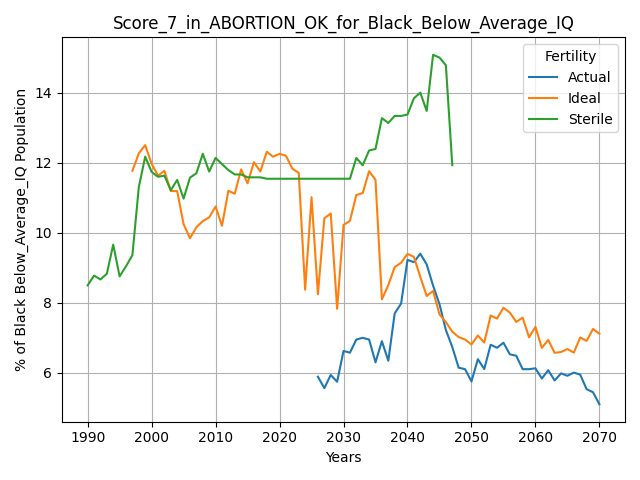 Score_7_in_ABORTION_OK_for_Black_Below_Average_IQ
% of Black Below_Average_IQ Population
14
12
10
8
6
Fertility
Actual
Ideal
Sterile
1990 2000 2010 2020 2030 2040 2050 2060 2070
Years